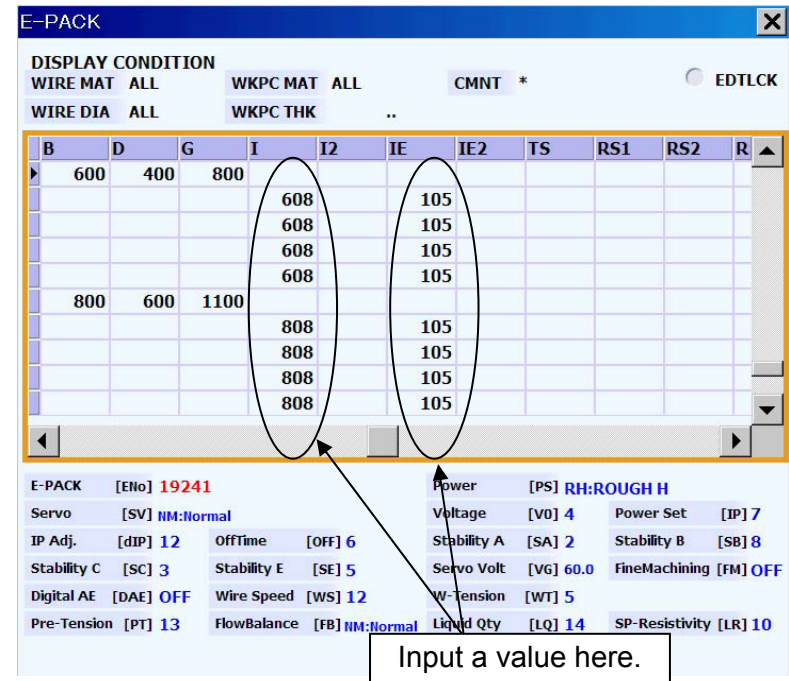 E-PACK
DISPLAY CONDITION
WIRE MAT ALL WKPC MAT ALL CMNT * EDTLCK
WIRE DIA ALL WKPC THK ..
B D G I I2 IE IE2 TS RS1 RS2 R
600 400 800
608 105
608 105
608 105
608 105
800 600 1100
808 105
808 105
808 105
808 105
E-PACK [ENo] 19241 Power [PS] RH:ROUGH H
Servo [SV] NM:Normal Voltage [V0] 4 Power Set [IP] 7
IP Adj. [dIP] 12 OffTime [OFF] 6 Stability A [SA] 2 Stability B [SB] 8
Stability C [SC] 3 Stability E [SE] 5 Servo Volt [VG] 60.0 FineMachining [FM] OFF
Digital AE [DAE] OFF Wire Speed [WS] 12 W-Tension [WT] 5
Pre-Tension [PT] 13 FlowBalance [FB] NM:Normal Liquid Qty [LQ] 14 SP-Resistivity [LR] 10
Input a value here.